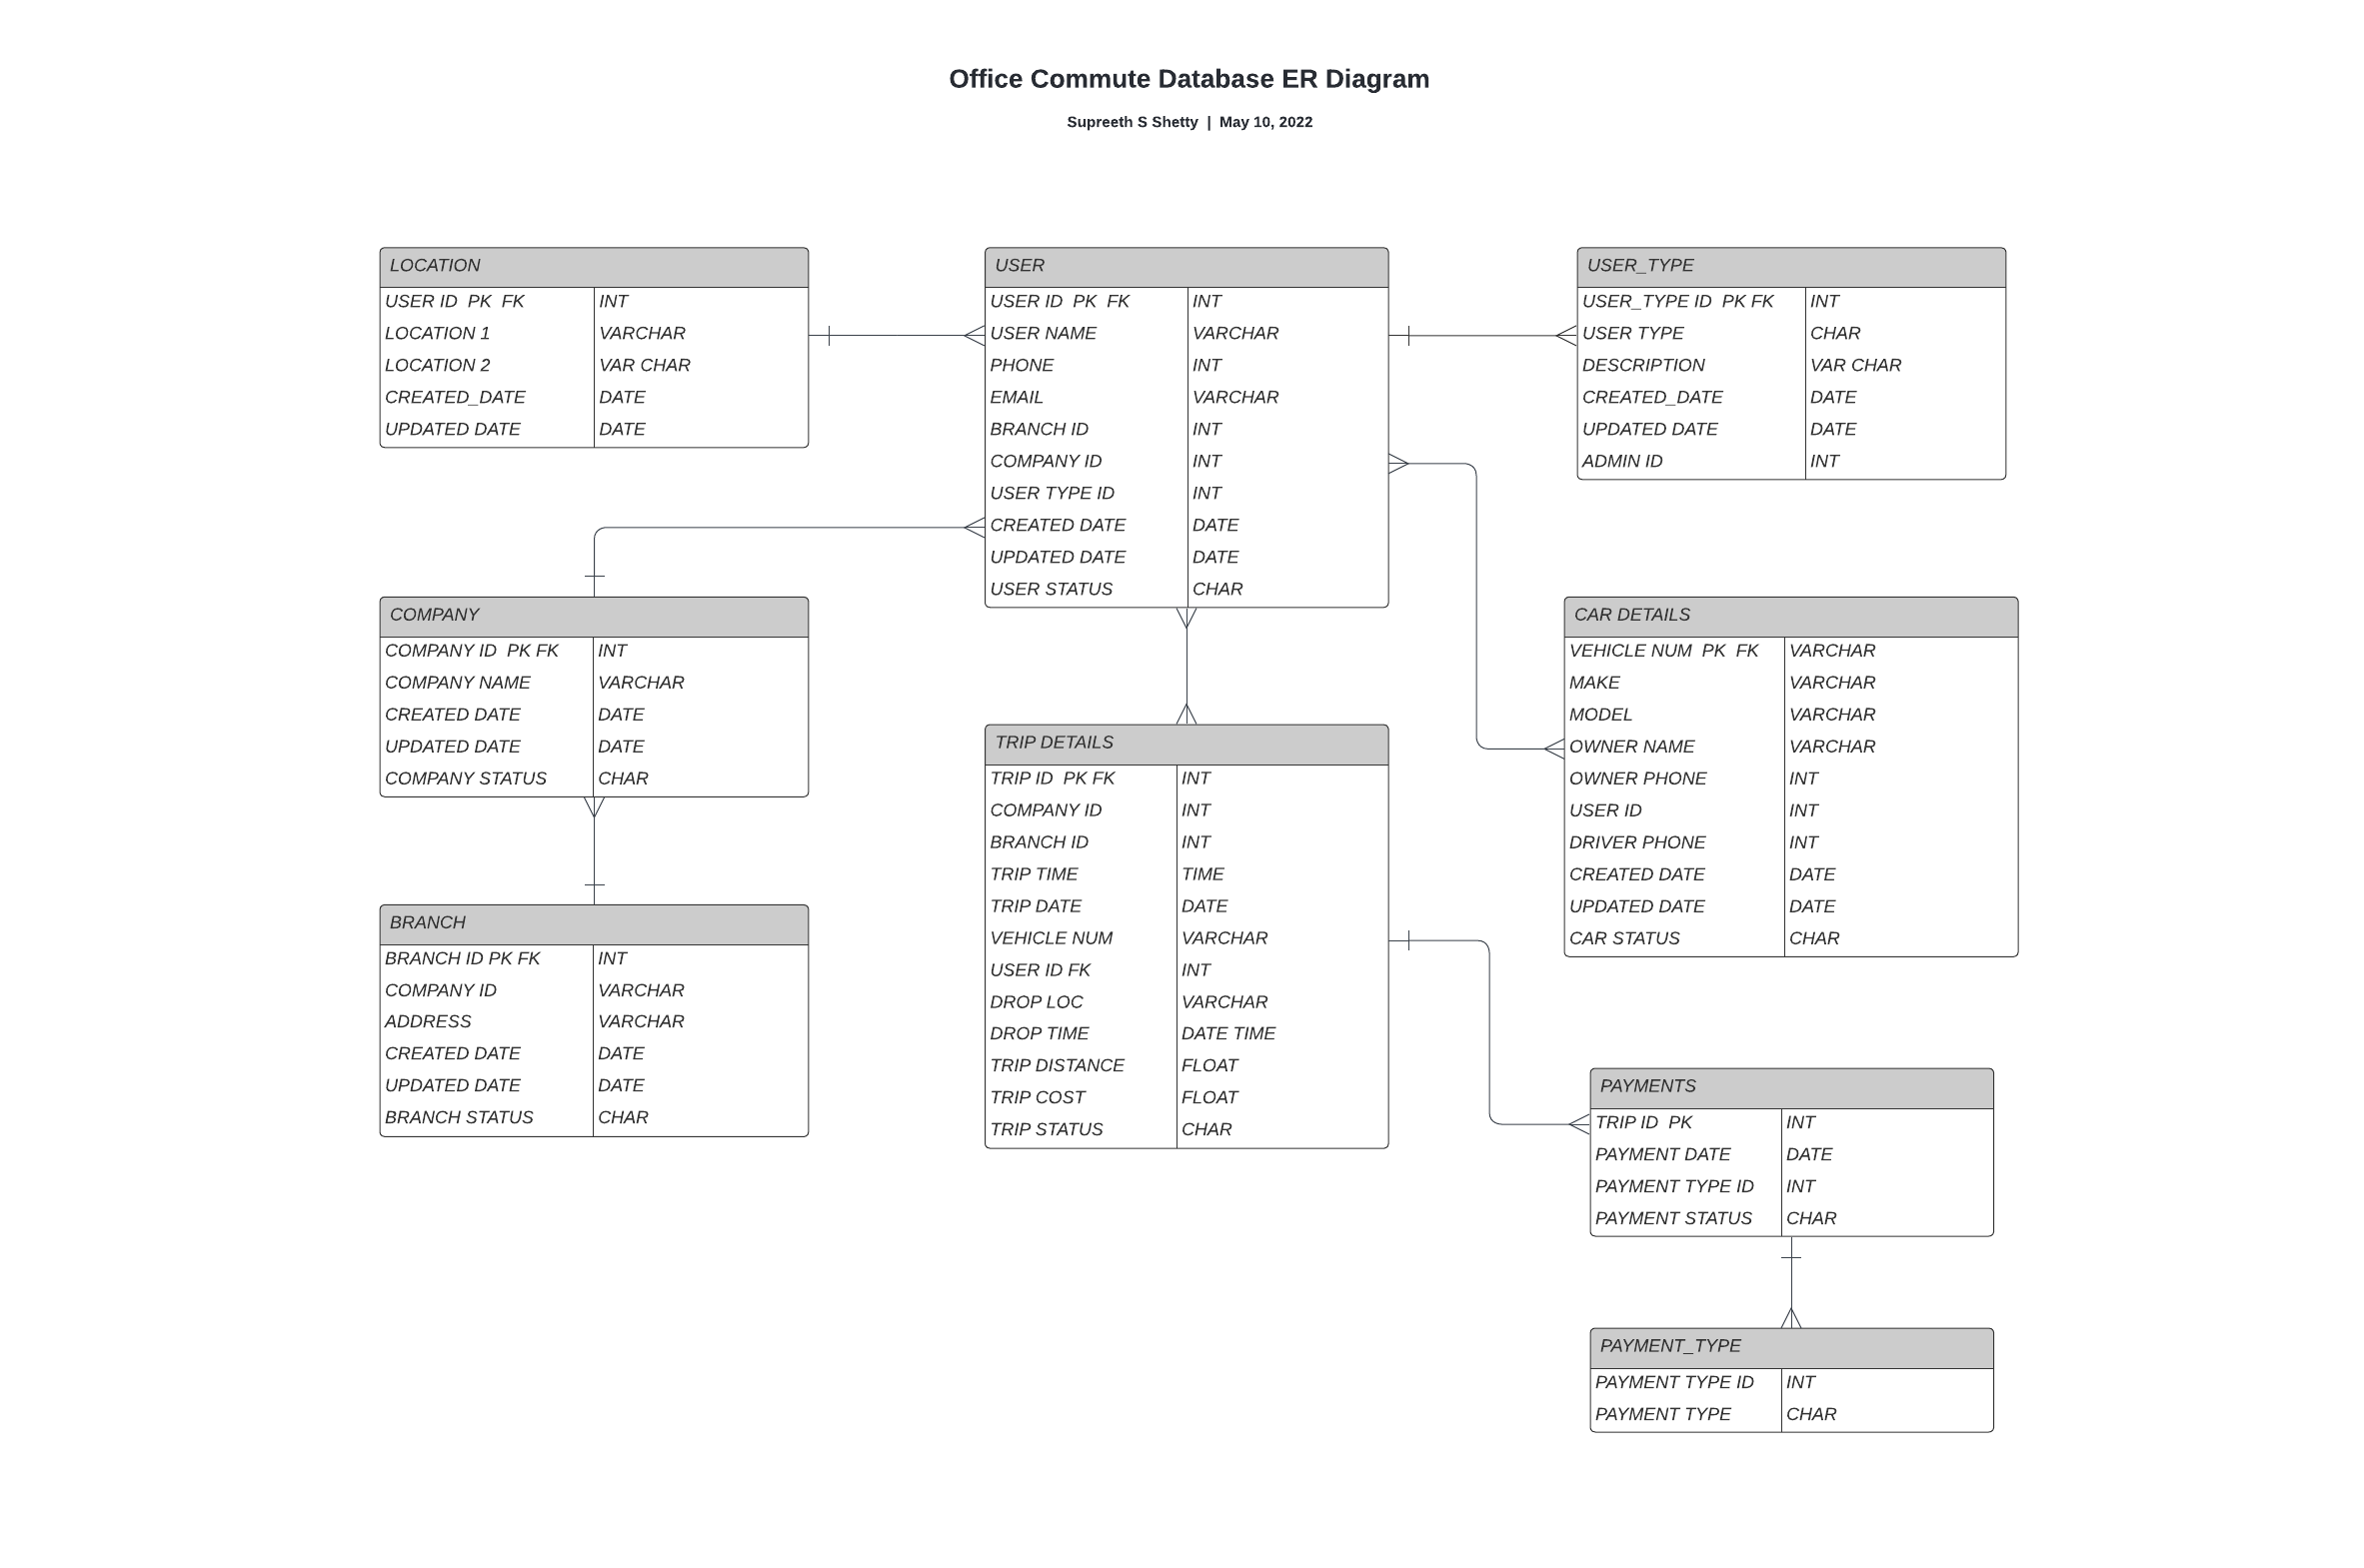 Office Commute Database ER Diagram
Supreeth S Shetty | May 10, 2022
LOCATION
USER ID PK FK INT
LOCATION 1 VARCHAR
LOCATION 2 VAR CHAR
CREATED_DATE DATE
UPDATED DATE DATE
USER
USER ID PK FK INT
USER NAME VARCHAR
PHONE INT
EMAIL VARCHAR
BRANCH ID INT
COMPANY ID INT
USER TYPE ID INT
CREATED DATE DATE
UPDATED DATE DATE
USER STATUS CHAR
USER_TYPE
USER_TYPE ID PK FK INT
USER TYPE CHAR
DESCRIPTION VAR CHAR
CREATED_DATE DATE
UPDATED DATE DATE
ADMIN ID INT
COMPANY
COMPANY ID PK FK INT
COMPANY NAME VARCHAR
CREATED DATE DATE
UPDATED DATE DATE
COMPANY STATUS CHAR
TRIP DETAILS
TRIP ID PK FK INT
COMPANY ID INT
BRANCH ID INT
TRIP TIME TIME
TRIP DATE DATE
VEHICLE NUM VARCHAR
USER ID FK INT
DROP LOC VARCHAR
DROP TIME DATE TIME
TRIP DISTANCE FLOAT
TRIP COST FLOAT
TRIP STATUS CHAR
CAR DETAILS
VEHICLE NUM PK FK VARCHAR
MAKE VARCHAR
MODEL VARCHAR
OWNER NAME VARCHAR
OWNER PHONE INT
USER ID INT
DRIVER PHONE INT
CREATED DATE DATE
UPDATED DATE DATE
CAR STATUS CHAR
BRANCH
BRANCH ID PK FK INT
COMPANY ID VARCHAR
ADDRESS VARCHAR
CREATED DATE DATE
UPDATED DATE DATE
BRANCH STATUS CHAR
PAYMENTS
TRIP ID PK INT
PAYMENT DATE DATE
PAYMENT TYPE ID INT
PAYMENT STATUS CHAR
PAYMENT_TYPE
PAYMENT TYPE ID INT
PAYMENT TYPE CHAR